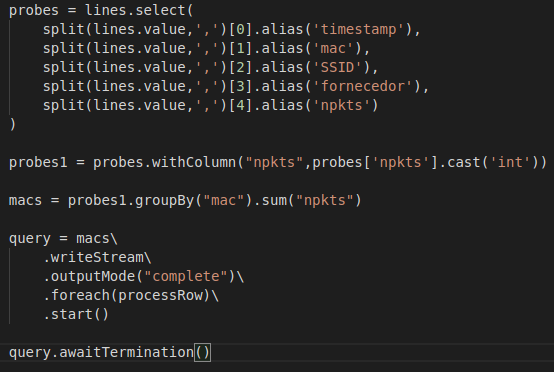 probes = lines.select(
    split(lines.value,',')[0].alias('timestamp'),
    split(lines.value,',')[1].alias('mac'),
    split(lines.value,',')[2].alias('SSID'),
    split(lines.value,',')[3].alias('fornecedor'),
    split(lines.value,',')[4].alias('npkts')
)

probes1 = probes.withColumn("npkts",probes['npkts'].cast('int'))

macs = probes1.groupBy("mac").sum("npkts")

query = macs\
    .writeStream\
    .outputMode("complete")\
    .foreach(processRow)\
    .start()

query.awaitTermination()